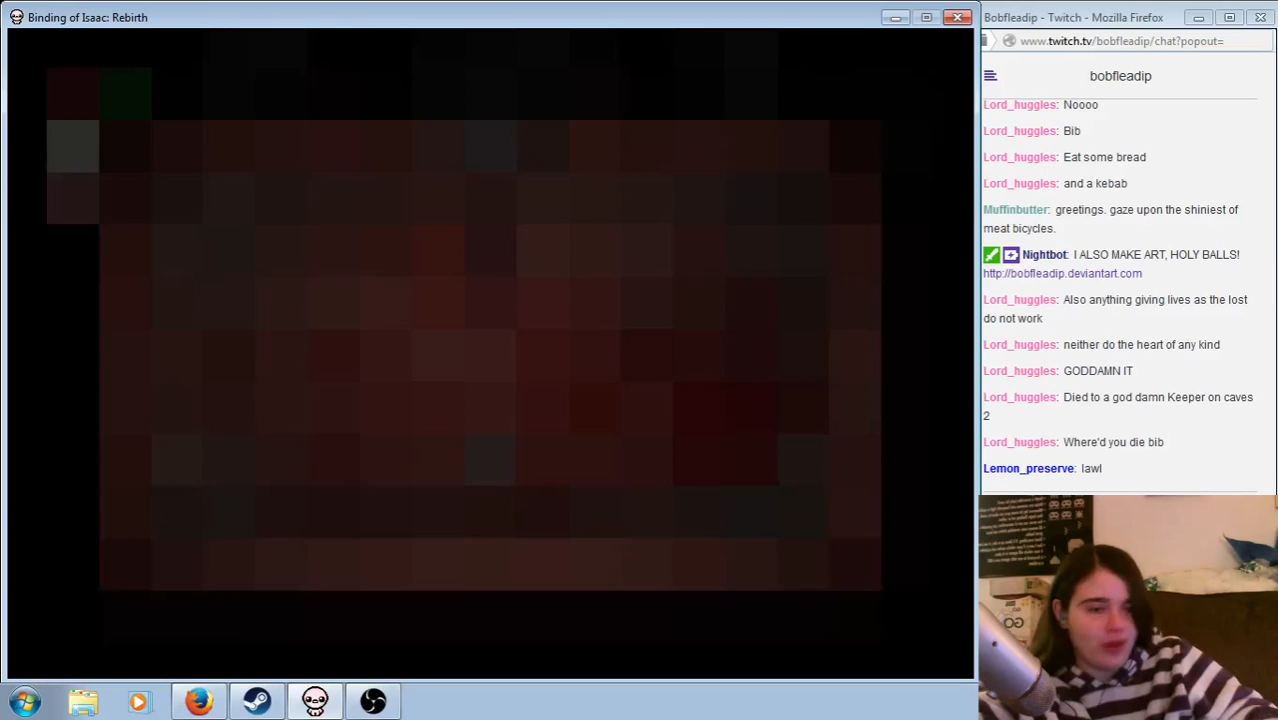 Binding of Isaac: Rebirth
Bobfleadip - Twitch - Mozilla Firefox
www.twitch.tv/bobfleadip/chat?popout=
bobfleadip
Lord_huggles: Noooo
Lord_huggles: Bib
Lord_huggles: Eat some bread
Lord_huggles: and a kebab
Muffinbutter: greetings. gaze upon the shiniest of
meat bicycles.
Nightbot: I ALSO MAKE ART, HOLY BALLS!
http://bobfleadip.deviantart.com
Lord_huggles: Also anything giving lives as the lost
do not work
Lord_huggles: neither do the heart of any kind
Lord_huggles: GODDAMN IT
Lord_huggles: Died to a god damn Keeper on caves
2
Lord_huggles: Where'd you die bib
Lemon_preserve: lawl